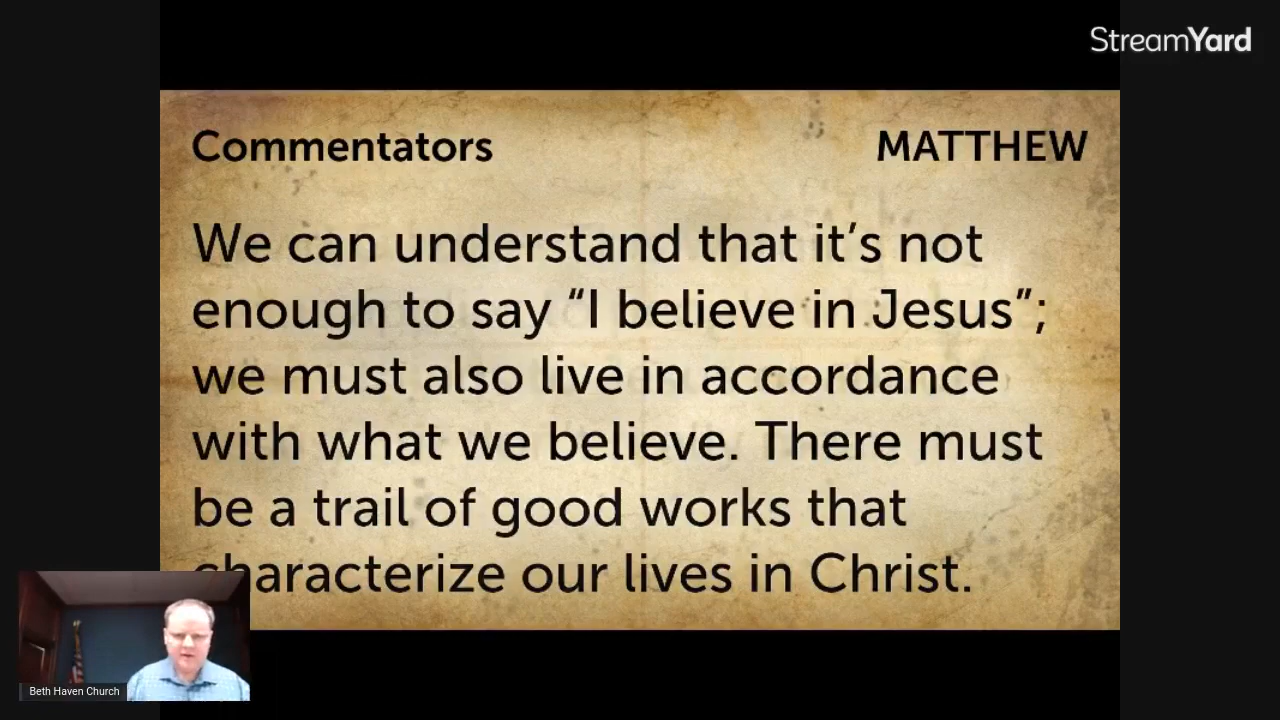 StreamYard
Commentators
MATTHEW
We can understand that it’s not
enough to say “I believe in Jesus”;
we must also live in accordance
with what we believe. There must
be a trail of good works that
characterize our lives in Christ.
Beth Haven Church